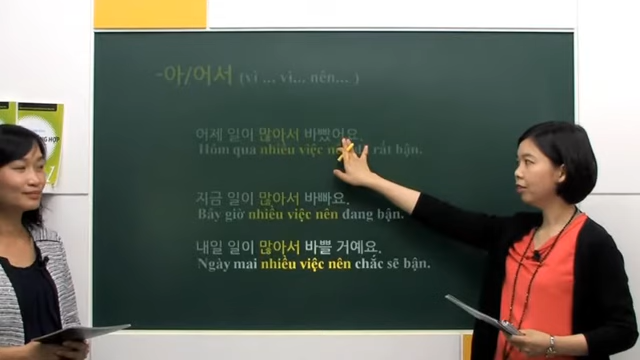 -아/어서 (vì ... vì... nên... )
어제 일이 많아서 바빴어요.
Hôm qua nhiều việc rất bận.
지금 일이 많아서 바빠요.
Bây giờ nhiều việc nên đang bận.
내일 일이 많아서 바쁠 거예요.
Ngày mai nhiều việc nên chắc sẽ bận.
HỢP